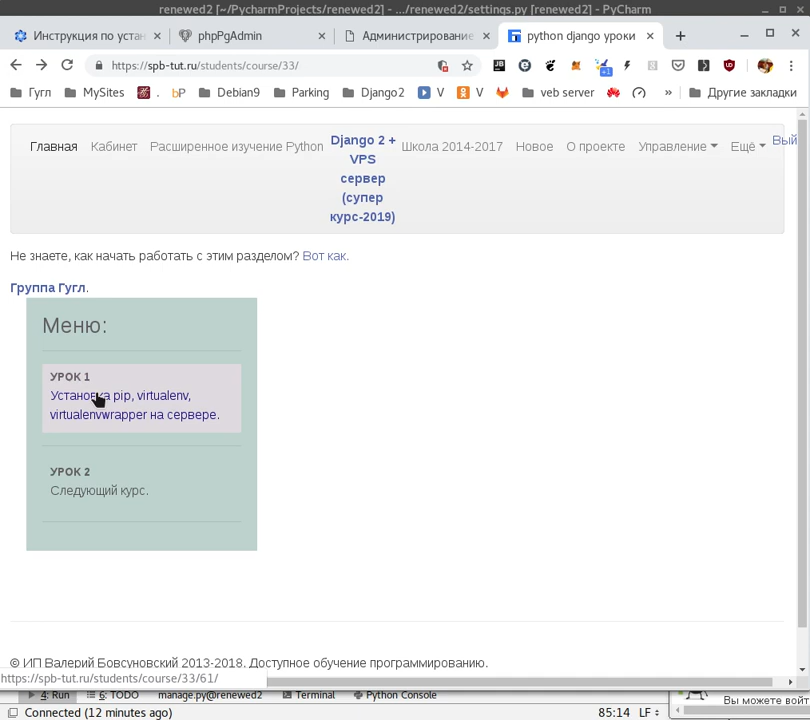 renewed2 [~/PycharmProjects/renewed2] - .../renewed2/settings.py [renewed2] - PyCharm
Инструкция по устан
phpPgAdmin
Администрирование
python django уроки
https://spb-tut.ru/students/course/33/
Гугл
MySites
bP
Debian9
Parking
Django2
V
V
veb server
»
Другие закладки
Главная
Кабинет
Расширенное изучение Python
Django 2 +
VPS
сервер
(супер
курс-2019)
Школа 2014-2017
Новое
О проекте
Управление
Ещё
Вый
Не знаете, как начать работать с этим разделом? Вот как.
Группа Гугл.
Меню:
УРОК 1
Установка pip, virtualenv,
virtualenvwrapper на сервере.
УРОК 2
Следующий курс.
© ИП Валерий Бовсуновский 2013-2018. Доступное обучение программированию.
https://spb-tut.ru/students/course/33/61/
4: Run
6: TODO
manage.py@renewed2
Terminal
Python Console
Вы можете войт
Connected (12 minutes ago)
85:14
LF